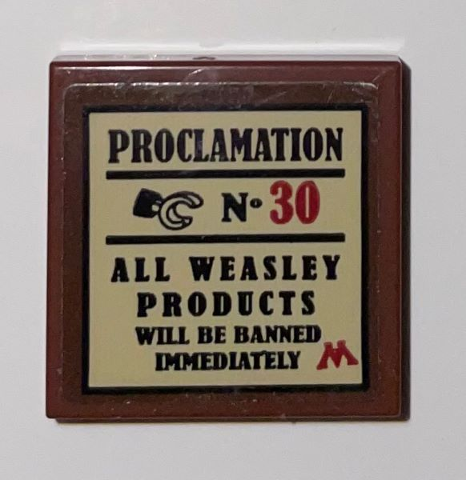 PROCLAMATION
Nº 30
ALL WEASLEY
PRODUCTS
WILL BE BANNED
IMMEDIATELY M